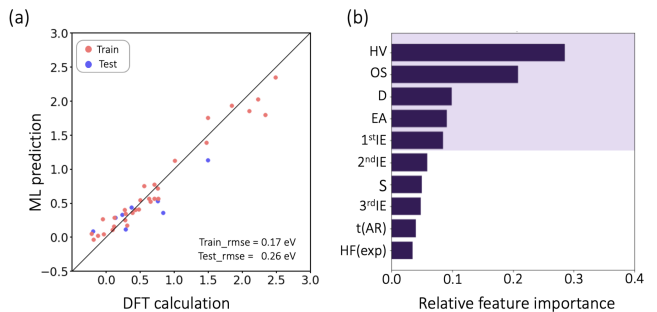 (a)
3.0
2.5
2.0
1.5
1.0
0.5
0.0
−0.5
ML prediction
Train
Test
Train_rmse = 0.17 eV
Test_rmse = 0.26 eV
0.0 0.5 1.0 1.5 2.0 2.5 3.0
DFT calculation
(b)
HV
OS
D
EA
1stIE
2ndIE
S
3rdIE
t(AR)
HF(exp)
0.0 0.1 0.2 0.3 0.4
Relative feature importance